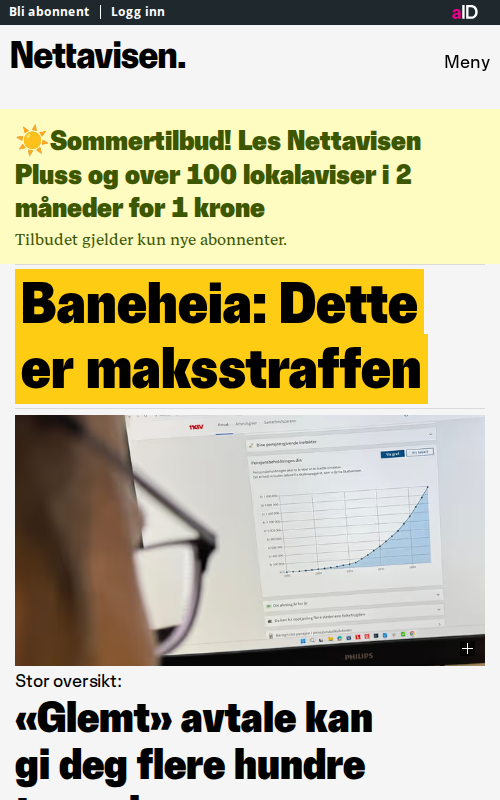 Bli abonnent
Logg inn
aID
Nettavisen.
Meny
Sommertilbud! Les Nettavisen
Pluss og over 100 lokalaviser i 2
måneder for 1 krone
Tilbudet gjelder kun nye abonnenter.
Baneheia: Dette
er maksstraffen
nav
PHILIPS
Stor oversikt:
«Glemt» avtale kan
gi deg flere hundre